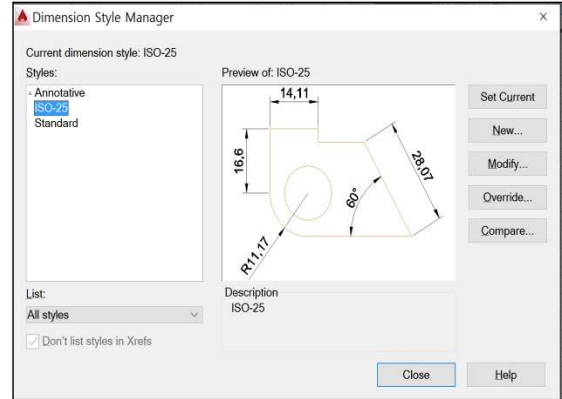 Dimension Style Manager
Current dimension style: ISO-25
Styles:
Annotative
ISO-25
Standard
List:
All styles
Don't list styles in Xrefs
Preview of: ISO-25
14,11
16,6
28,07
60°
R11,17
Description
ISO-25
Set Current
New...
Modify...
Override...
Compare...
Close
Help